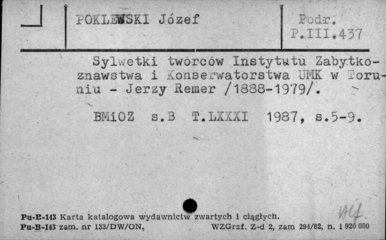 POKLEWSKI Józef
Podr.
P.III.437
Sylwetki twórców Instytutu Zabytko-
znawstwa i Konserwatorstwa UMK w Toru-
niu - Jerzy Remer /1888-1979/.
BMiOZ s.B T.LXXXI 1987, s.5-9.
Pu-B-143 Karta katalogowa wydawnictw zwartych i ciągłych.
Pu-B-143 zam. nr 133/DW/ON, WZGraf. Z-d 2, zam 294/82, n. 1 920 000